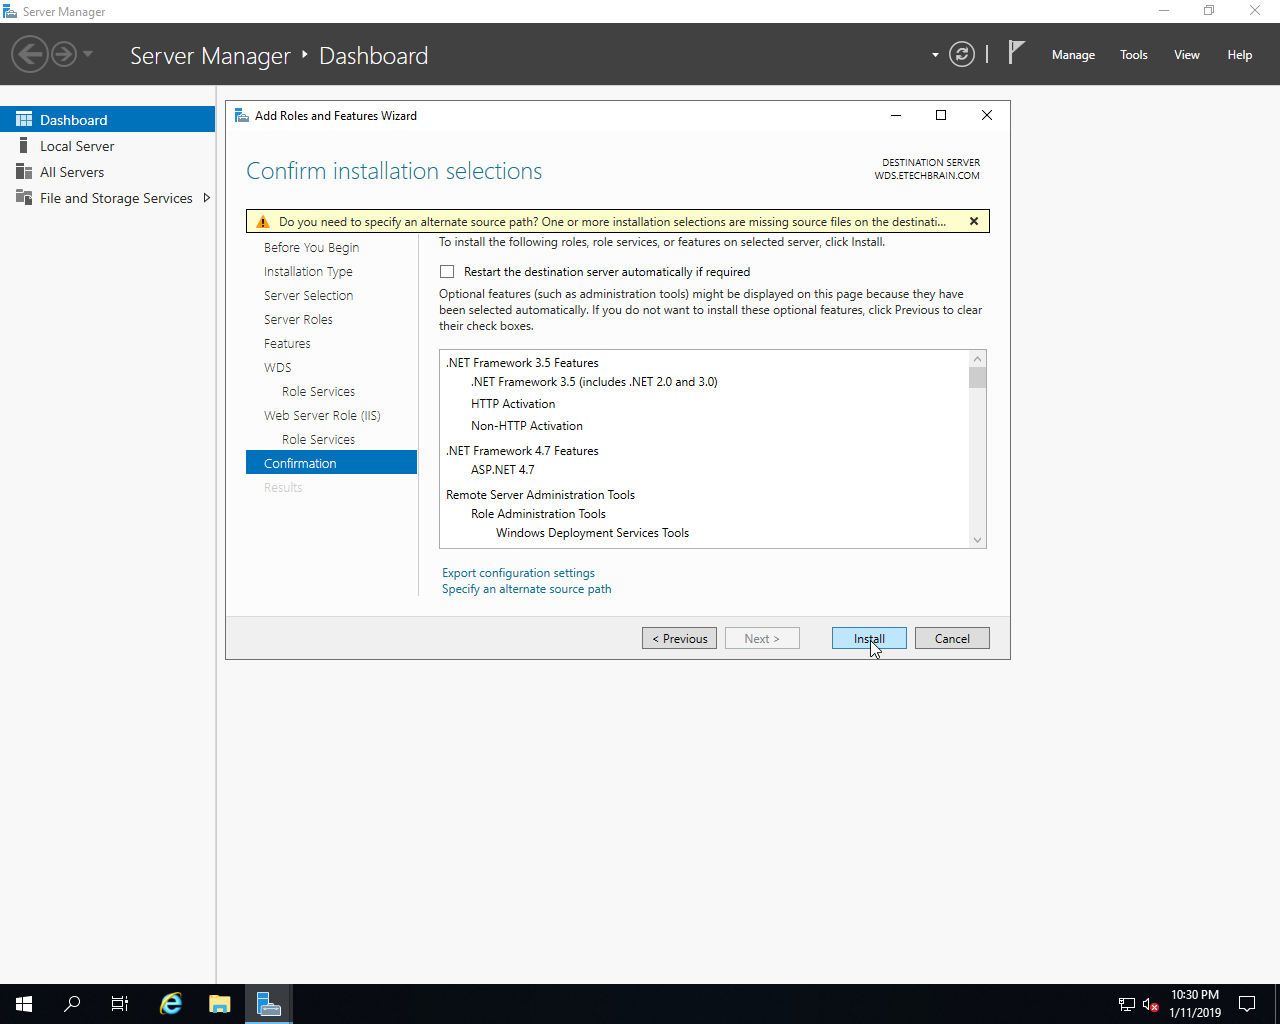 Server Manager
Server Manager ‣ Dashboard
Manage Tools View Help
Dashboard
Local Server
All Servers
File and Storage Services
Add Roles and Features Wizard
Confirm installation selections
DESTINATION SERVER
WDS.ETECHBRAIN.COM
Do you need to specify an alternate source path? One or more installation selections are missing source files on the destinati...
Before You Begin
Installation Type
Server Selection
Server Roles
Features
WDS
Role Services
Web Server Role (IIS)
Role Services
Confirmation
Results
To install the following roles, role services, or features on selected server, click Install.
Restart the destination server automatically if required
Optional features (such as administration tools) might be displayed on this page because they have
been selected automatically. If you do not want to install these optional features, click Previous to clear
their check boxes.
.NET Framework 3.5 Features
.NET Framework 3.5 (includes .NET 2.0 and 3.0)
HTTP Activation
Non-HTTP Activation
.NET Framework 4.7 Features
ASP.NET 4.7
Remote Server Administration Tools
Role Administration Tools
Windows Deployment Services Tools
Export configuration settings
Specify an alternate source path
< Previous Next > Install Cancel
10:30 PM
1/11/2019